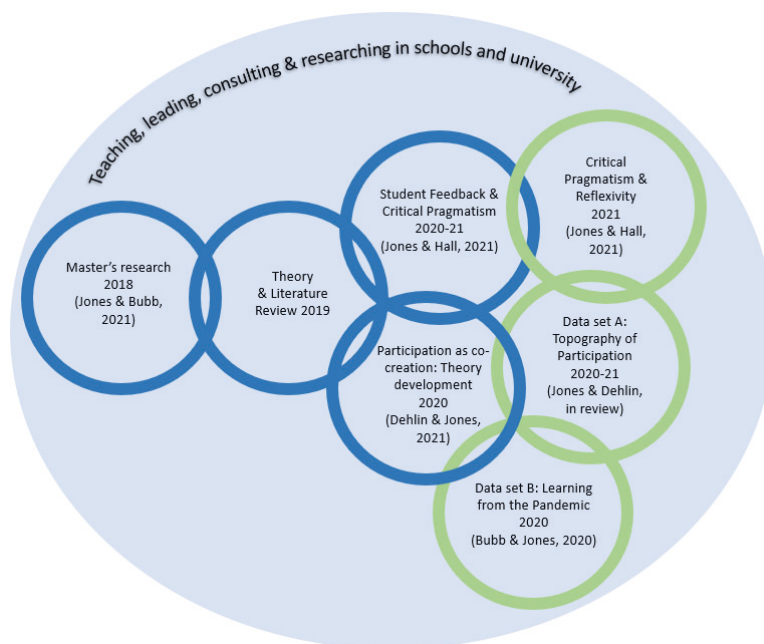 Teaching, leading, consulting & researching in schools and university
Master's research
2018
(Jones & Bubb,
2021)
Theory
& Literature
Review 2019
Student Feedback &
Critical Pragmatism
2020-21
(Jones & Hall, 2021)
Participation as co-
creation: Theory
development
2020
(Dehlin & Jones,
2021)
Critical
Pragmatism &
Reflexivity
2021
(Jones & Hall,
2021)
Data set A:
Topography of
Participation
2020-21
(Jones & Dehlin,
in review)
Data set B: Learning
from the Pandemic
2020
(Bubb & Jones, 2020)